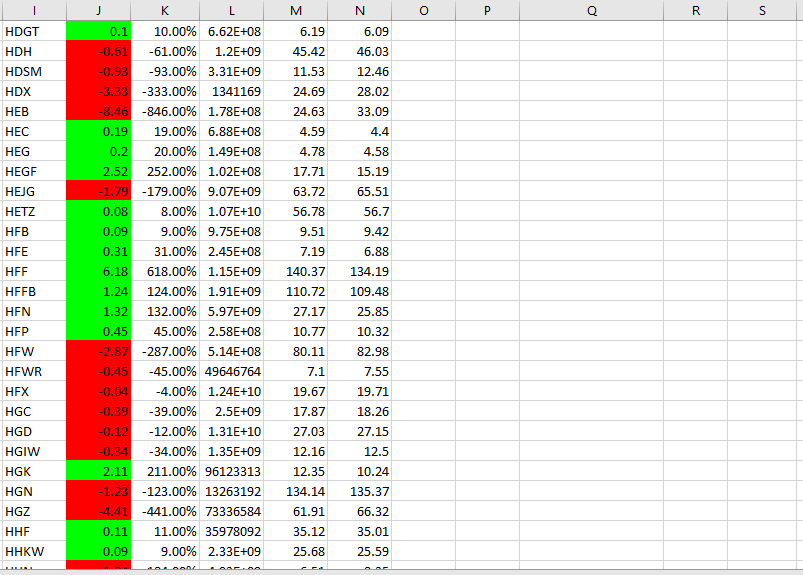 I J K L M N O P Q R S
HDGT 0.1 10.00% 6.62E+08 6.19 6.09
HDH -0.61 -61.00% 1.2E+09 45.42 46.03
HDSM -0.93 -93.00% 3.31E+09 11.53 12.46
HDX -3.33 -333.00% 1341169 24.69 28.02
HEB -8.46 -846.00% 1.78E+08 24.63 33.09
HEC 0.19 19.00% 6.88E+08 4.59 4.4
HEG 0.2 20.00% 1.49E+08 4.78 4.58
HEGF 2.52 252.00% 1.02E+08 17.71 15.19
HEJG -1.79 -179.00% 9.07E+09 63.72 65.51
HETZ 0.08 8.00% 1.07E+10 56.78 56.7
HFB 0.09 9.00% 9.75E+08 9.51 9.42
HFE 0.31 31.00% 2.45E+08 7.19 6.88
HFF 6.18 618.00% 1.15E+09 140.37 134.19
HFFB 1.24 124.00% 1.91E+09 110.72 109.48
HFN 1.32 132.00% 5.97E+09 27.17 25.85
HFP 0.45 45.00% 2.58E+08 10.77 10.32
HFW -2.87 -287.00% 5.14E+08 80.11 82.98
HFWR -0.45 -45.00% 49646764 7.1 7.55
HFX -0.04 -4.00% 1.24E+10 19.67 19.71
HGC -0.39 -39.00% 2.5E+09 17.87 18.26
HGD -0.12 -12.00% 1.31E+10 27.03 27.15
HGIW -0.34 -34.00% 1.35E+09 12.16 12.5
HGK 2.11 211.00% 96123313 12.35 10.24
HGN -1.23 -123.00% 13263192 134.14 135.37
HGZ -4.41 -441.00% 73336584 61.91 66.32
HHF 0.11 11.00% 35978092 35.12 35.01
HHKW 0.09 9.00% 2.33E+09 25.68 25.59